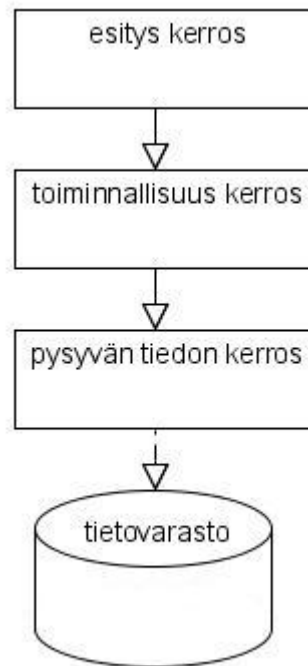 esitys kerros
toiminnallisuus kerros
pysyvän tiedon kerros
tietovarasto